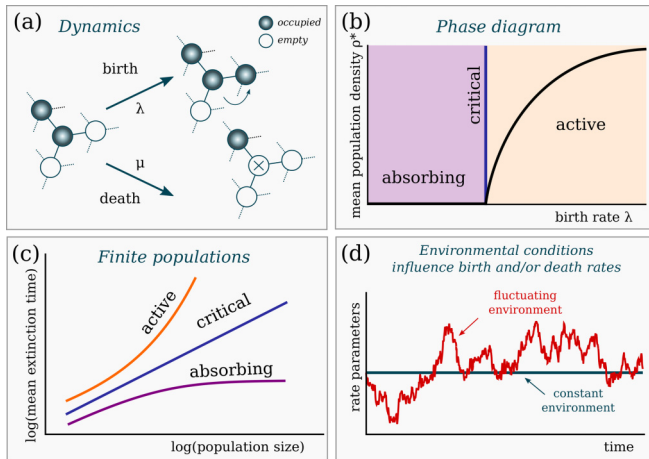 (a)
Dynamics
occupied
empty
birth
λ
μ
death
(b)
Phase diagram
mean population density ρ*
critical
active
absorbing
birth rate λ
(c)
Finite populations
log(mean extinction time)
active
critical
absorbing
log(population size)
(d)
Environmental conditions
influence birth and/or death rates
fluctuating
environment
rate parameters
constant
environment
time